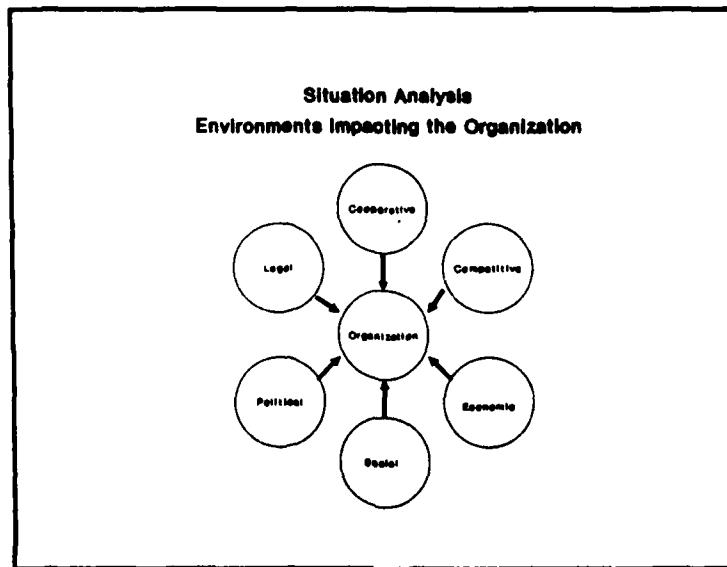 Situation Analysis
Environments Impacting the Organization
Cooperative
Legal
Competitive
Organization
Political
Economic
Social